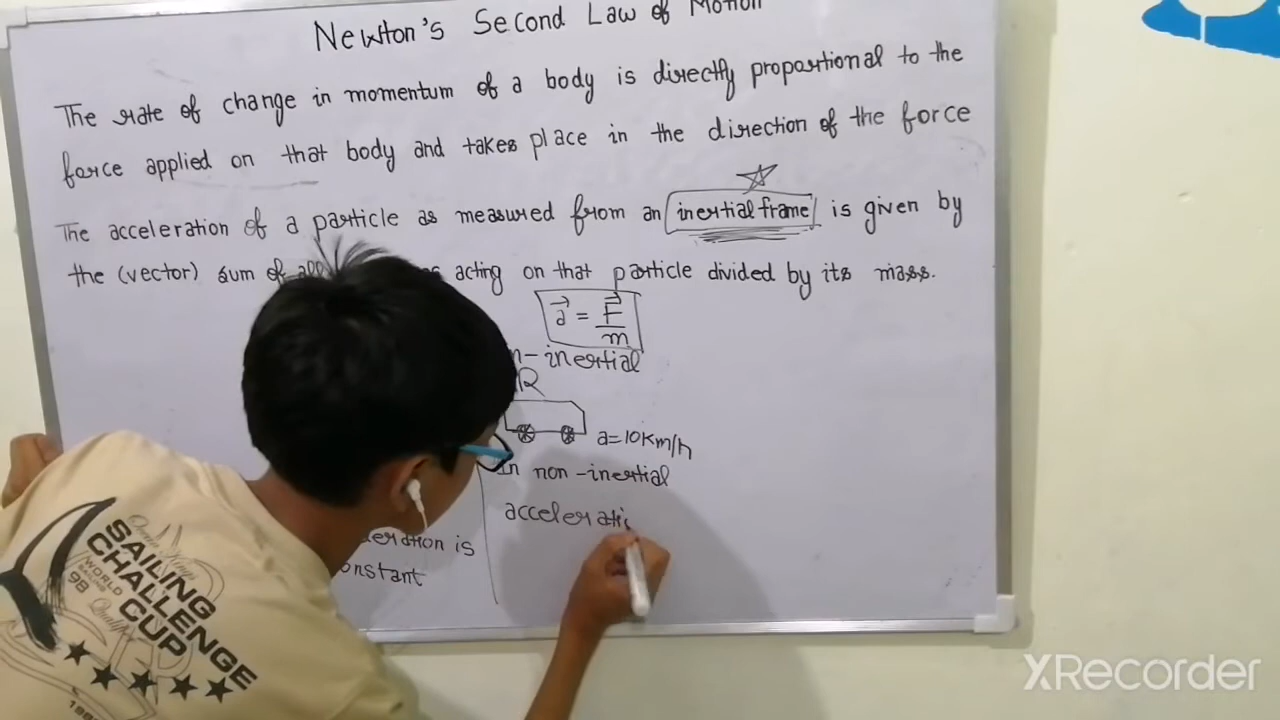 Newton's Second Law of Motion
The rate of change in momentum of a body is directly proportional to the
force applied on that body and takes place in the direction of the force
The acceleration of a particle as measured from an inertial frame is given by
the (vector) sum of all acting on that particle divided by its mass.
a = F
m
n-inertial
a=10km/h
In non-inertial
acceleratio
eration is
onstant
SAILING
CHALLENGE
CUP
98
WORLD
XRecorder